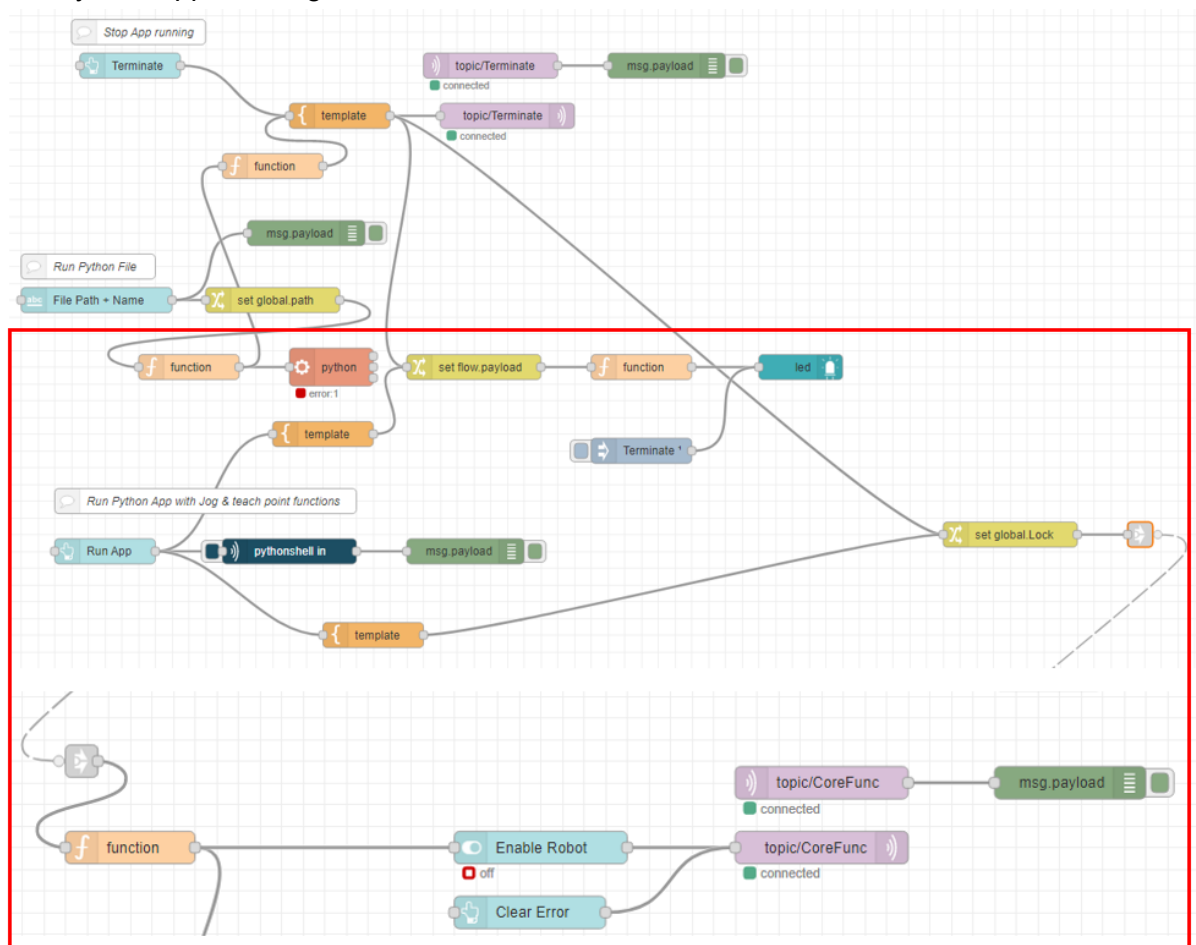 Stop App running
Terminate
topic/Terminate
msg.payload
connected
template
topic/Terminate
connected
function
msg.payload
Run Python File
abc
File Path + Name
set global.path
function
python
set flow.payload
function
led
error:1
template
Terminate
Run Python App with Jog & teach point functions
Run App
pythonshell in
msg.payload
set global.Lock
template
topic/CoreFunc
msg.payload
connected
function
Enable Robot
topic/CoreFunc
off
connected
Clear Error